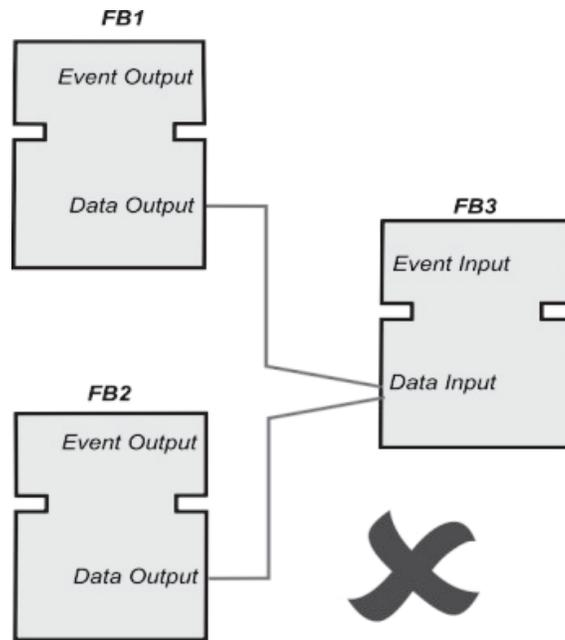 FB1
Event Output
Data Output
FB3
Event Input
Data Input
FB2
Event Output
Data Output